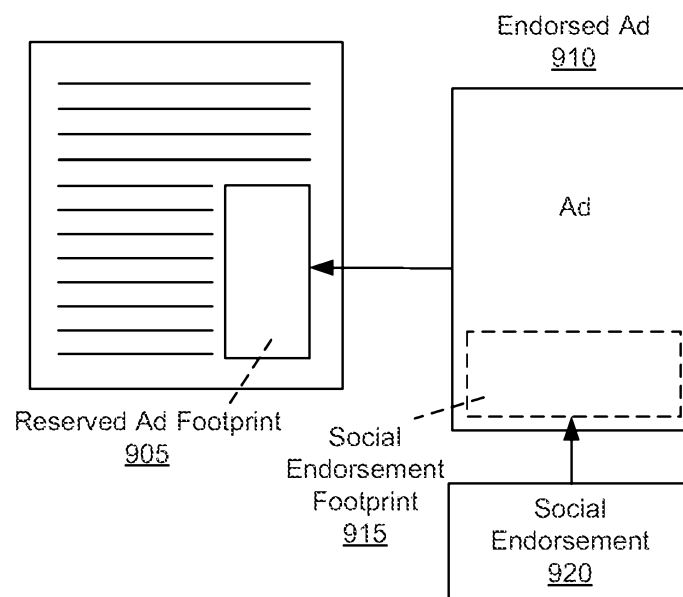 Endorsed Ad
910
Ad
Reserved Ad Footprint
905
Social
Endorsement
Footprint
915
Social
Endorsement
920